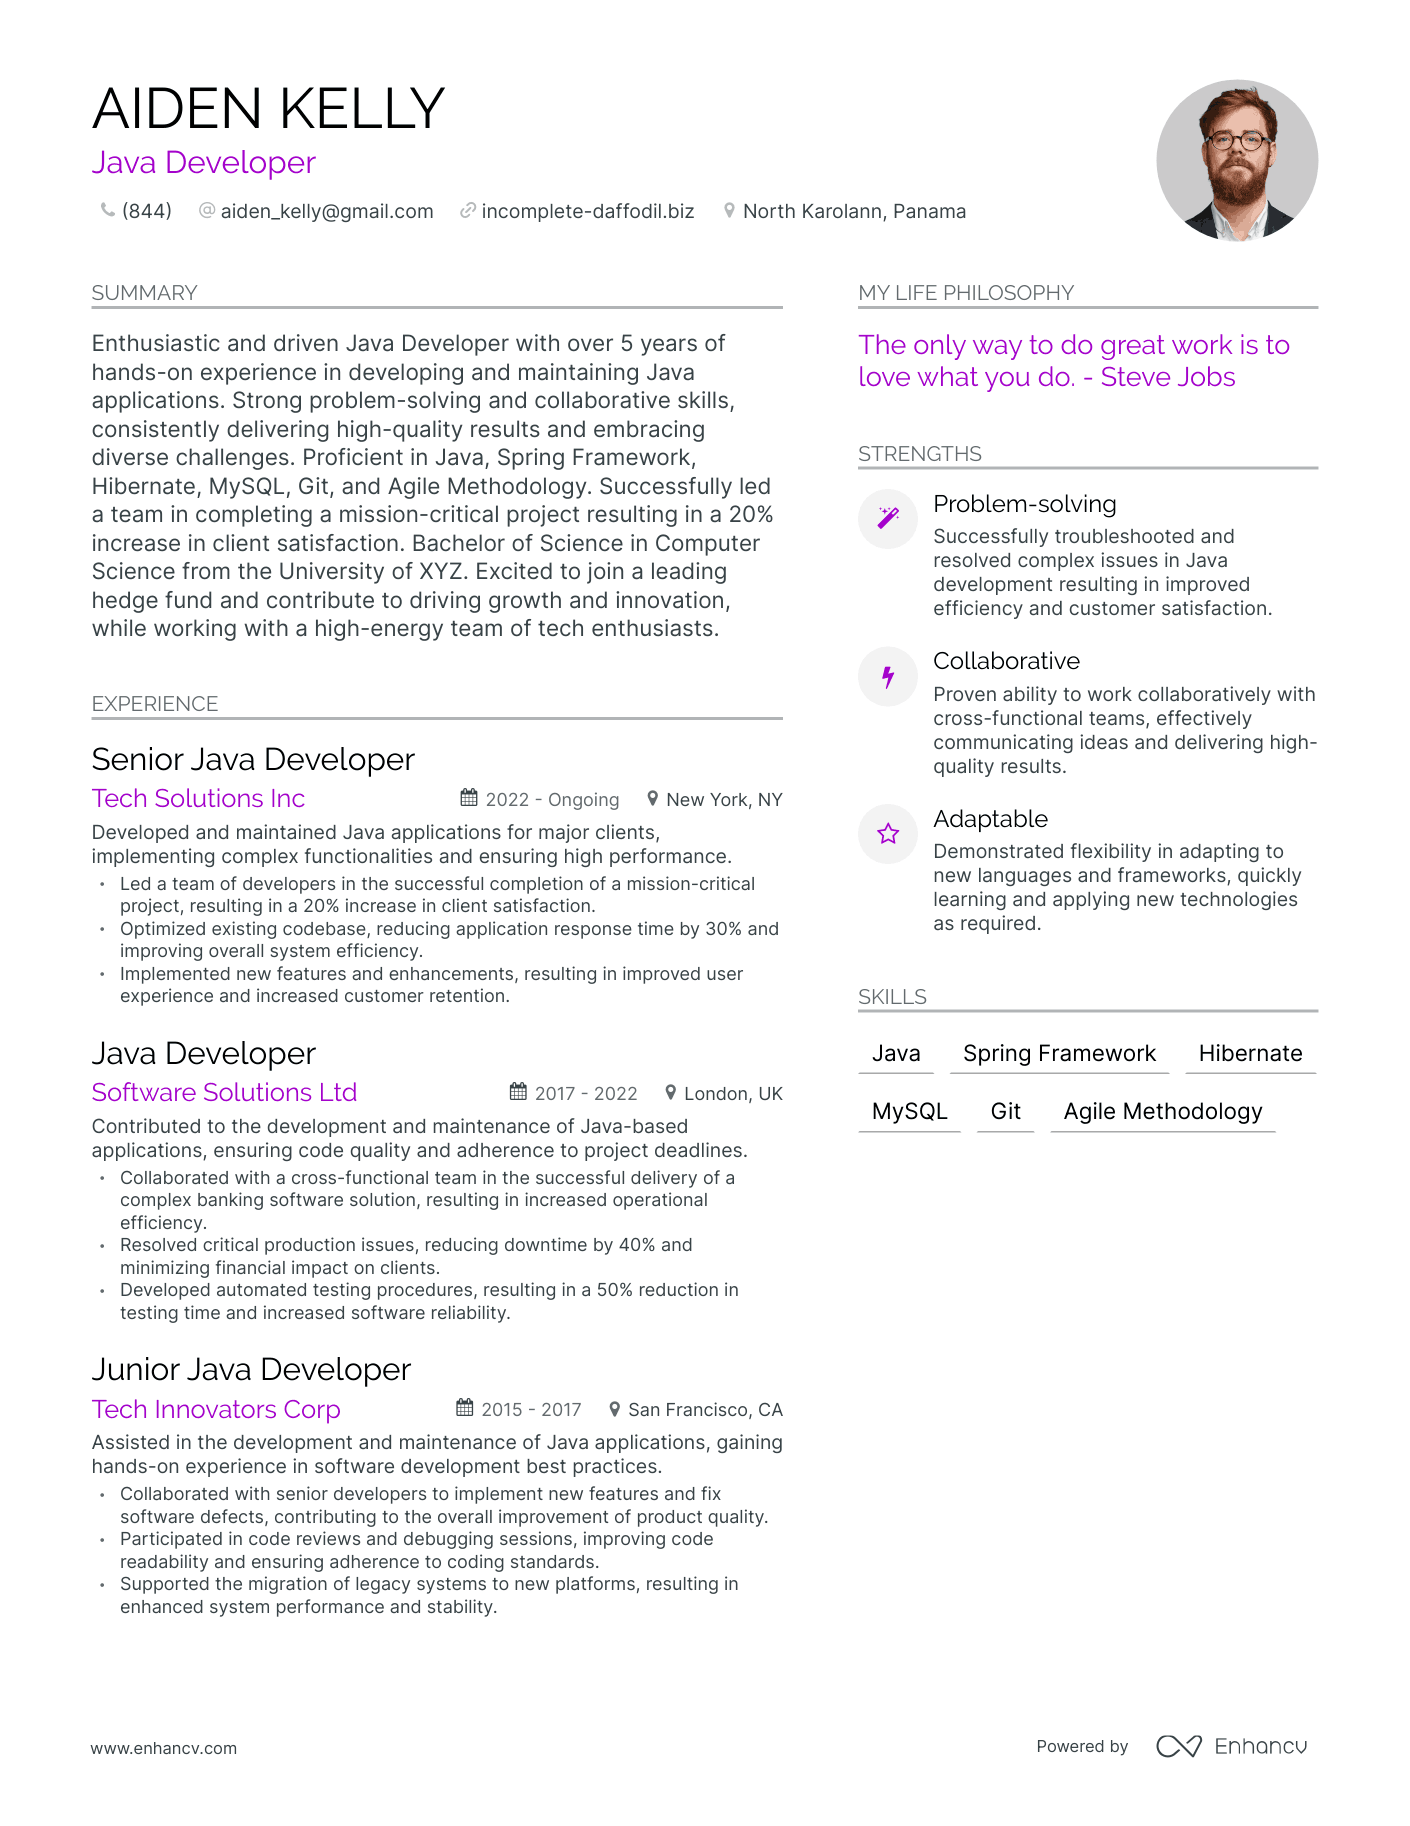 AIDEN KELLY
Java Developer
(844) aiden_kelly@gmail.com incomplete-daffodil.biz North Karolann, Panama
SUMMARY
Enthusiastic and driven Java Developer with over 5 years of
hands-on experience in developing and maintaining Java
applications. Strong problem-solving and collaborative skills,
consistently delivering high-quality results and embracing
diverse challenges. Proficient in Java, Spring Framework,
Hibernate, MySQL, Git, and Agile Methodology. Successfully led
a team in completing a mission-critical project resulting in a 20%
increase in client satisfaction. Bachelor of Science in Computer
Science from the University of XYZ. Excited to join a leading
hedge fund and contribute to driving growth and innovation,
while working with a high-energy team of tech enthusiasts.
EXPERIENCE
Senior Java Developer
Tech Solutions Inc 2022 - Ongoing New York, NY
Developed and maintained Java applications for major clients,
implementing complex functionalities and ensuring high performance.
• Led a team of developers in the successful completion of a mission-critical
project, resulting in a 20% increase in client satisfaction.
• Optimized existing codebase, reducing application response time by 30% and
improving overall system efficiency.
• Implemented new features and enhancements, resulting in improved user
experience and increased customer retention.
Java Developer
Software Solutions Ltd 2017 - 2022 London, UK
Contributed to the development and maintenance of Java-based
applications, ensuring code quality and adherence to project deadlines.
• Collaborated with a cross-functional team in the successful delivery of a
complex banking software solution, resulting in increased operational
efficiency.
• Resolved critical production issues, reducing downtime by 40% and
minimizing financial impact on clients.
• Developed automated testing procedures, resulting in a 50% reduction in
testing time and increased software reliability.
Junior Java Developer
Tech Innovators Corp 2015 - 2017 San Francisco, CA
Assisted in the development and maintenance of Java applications, gaining
hands-on experience in software development best practices.
• Collaborated with senior developers to implement new features and fix
software defects, contributing to the overall improvement of product quality.
• Participated in code reviews and debugging sessions, improving code
readability and ensuring adherence to coding standards.
• Supported the migration of legacy systems to new platforms, resulting in
enhanced system performance and stability.
MY LIFE PHILOSOPHY
The only way to do great work is to
love what you do. - Steve Jobs
STRENGTHS
Problem-solving
Successfully troubleshooted and
resolved complex issues in Java
development resulting in improved
efficiency and customer satisfaction.
Collaborative
Proven ability to work collaboratively with
cross-functional teams, effectively
communicating ideas and delivering high-
quality results.
Adaptable
Demonstrated flexibility in adapting to
new languages and frameworks, quickly
learning and applying new technologies
as required.
SKILLS
Java Spring Framework Hibernate
MySQL Git Agile Methodology
www.enhancv.com
Powered by Enhancv